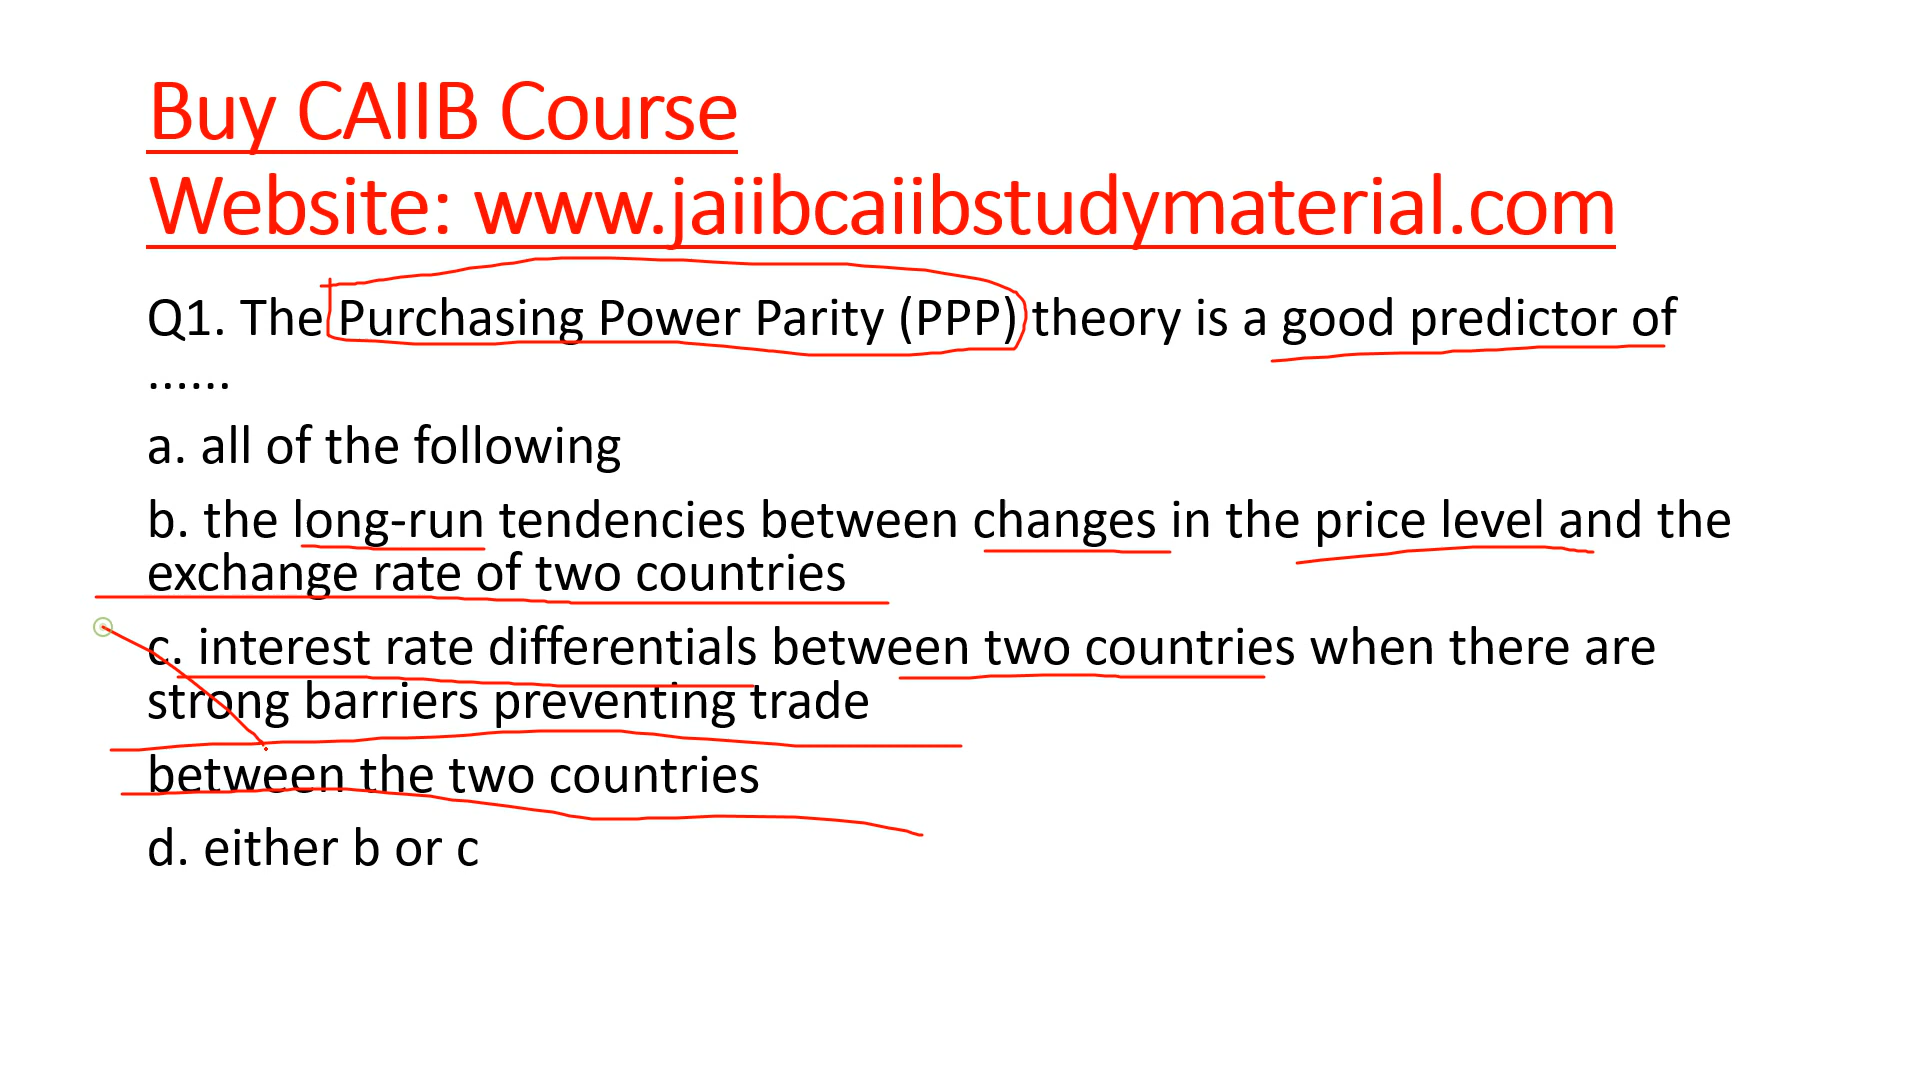 Buy CAIIB Course
Website: www.jaiibcaiibstudymaterial.com
Q1. The Purchasing Power Parity (PPP) theory is a good predictor of
......
a. all of the following
b. the long-run tendencies between changes in the price level and the
exchange rate of two countries
c. interest rate differentials between two countries when there are
strong barriers preventing trade
between the two countries
d. either b or c